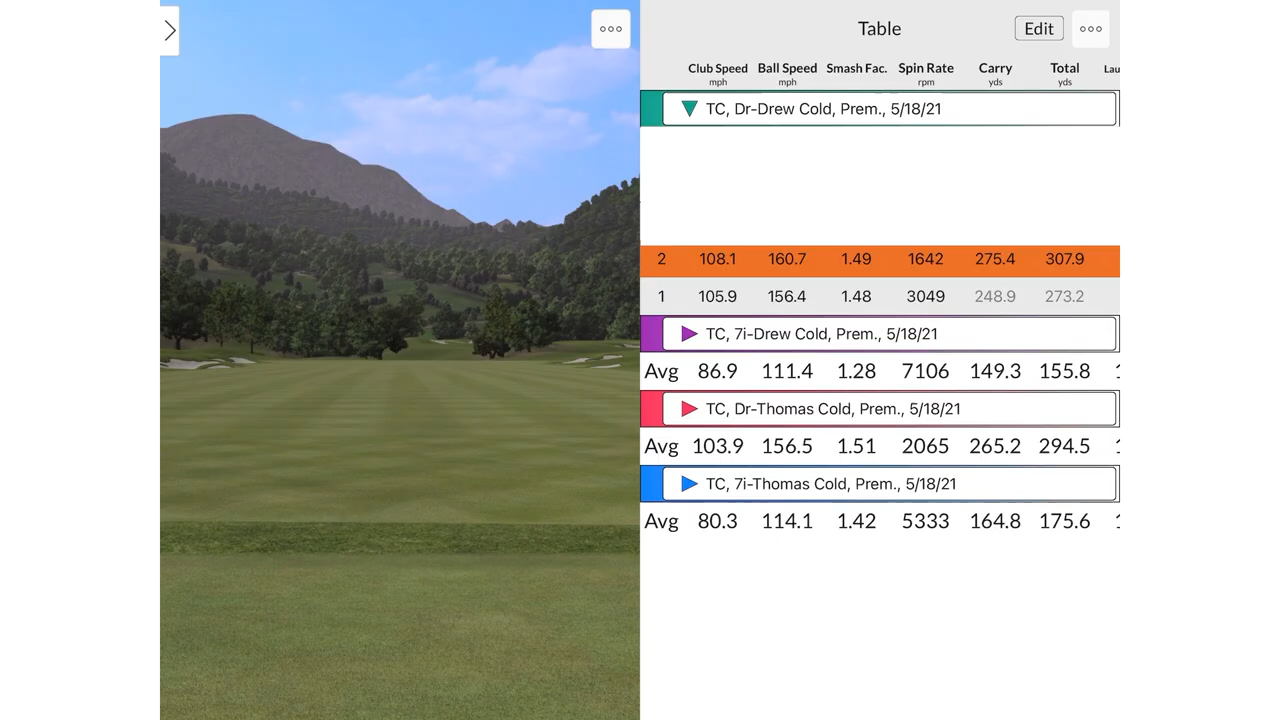 Table Edit
Club Speed Ball Speed Smash Fac. Spin Rate Carry Total Lau
mph mph rpm yds yds
TC, Dr-Drew Cold, Prem., 5/18/21
2 108.1 160.7 1.49 1642 275.4 307.9
1 105.9 156.4 1.48 3049 248.9 273.2
TC, 7i-Drew Cold, Prem., 5/18/21
Avg 86.9 111.4 1.28 7106 149.3 155.8
TC, Dr-Thomas Cold, Prem., 5/18/21
Avg 103.9 156.5 1.51 2065 265.2 294.5
TC, 7i-Thomas Cold, Prem., 5/18/21
Avg 80.3 114.1 1.42 5333 164.8 175.6